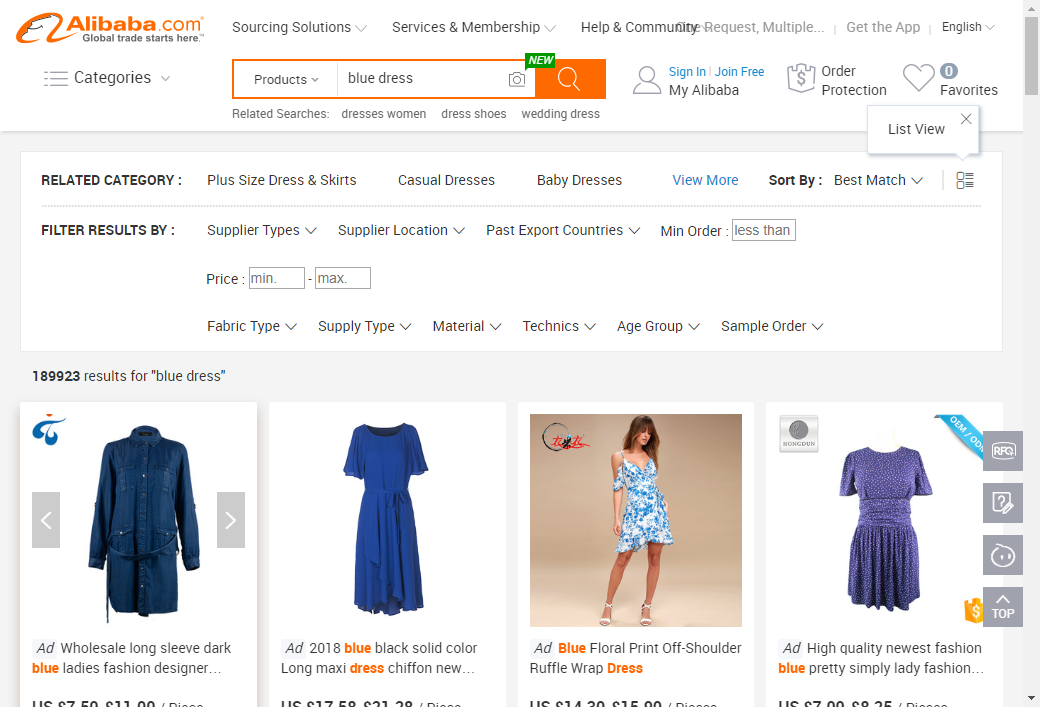 Alibaba.com
Global trade starts here.™
Sourcing Solutions
Services & Membership
Help & Community
One Request, Multiple...
Get the App
English
Categories
Products
blue dress
NEW
Sign In
Join Free
My Alibaba
Order
Protection
0
Favorites
Related Searches: dresses women dress shoes wedding dress
List View
RELATED CATEGORY : Plus Size Dress & Skirts Casual Dresses Baby Dresses View More Sort By : Best Match
FILTER RESULTS BY : Supplier Types Supplier Location Past Export Countries Min Order : less than
Price : min. - max.
Fabric Type Supply Type Material Technics Age Group Sample Order
189923 results for "blue dress"
HONGDUN
OEM / ODM
RFQ
TOP
Ad Wholesale long sleeve dark
blue ladies fashion designer…
Ad 2018 blue black solid color
Long maxi dress chiffon new…
Ad Blue Floral Print Off-Shoulder
Ruffle Wrap Dress
Ad High quality newest fashion
blue pretty simply lady fashion…
US £7.50-£11.00 / Piece
US £17.58-£21.28 / Piece
US £14.30-£15.90 / Pieces
US £7.00-£8.25 / Pieces